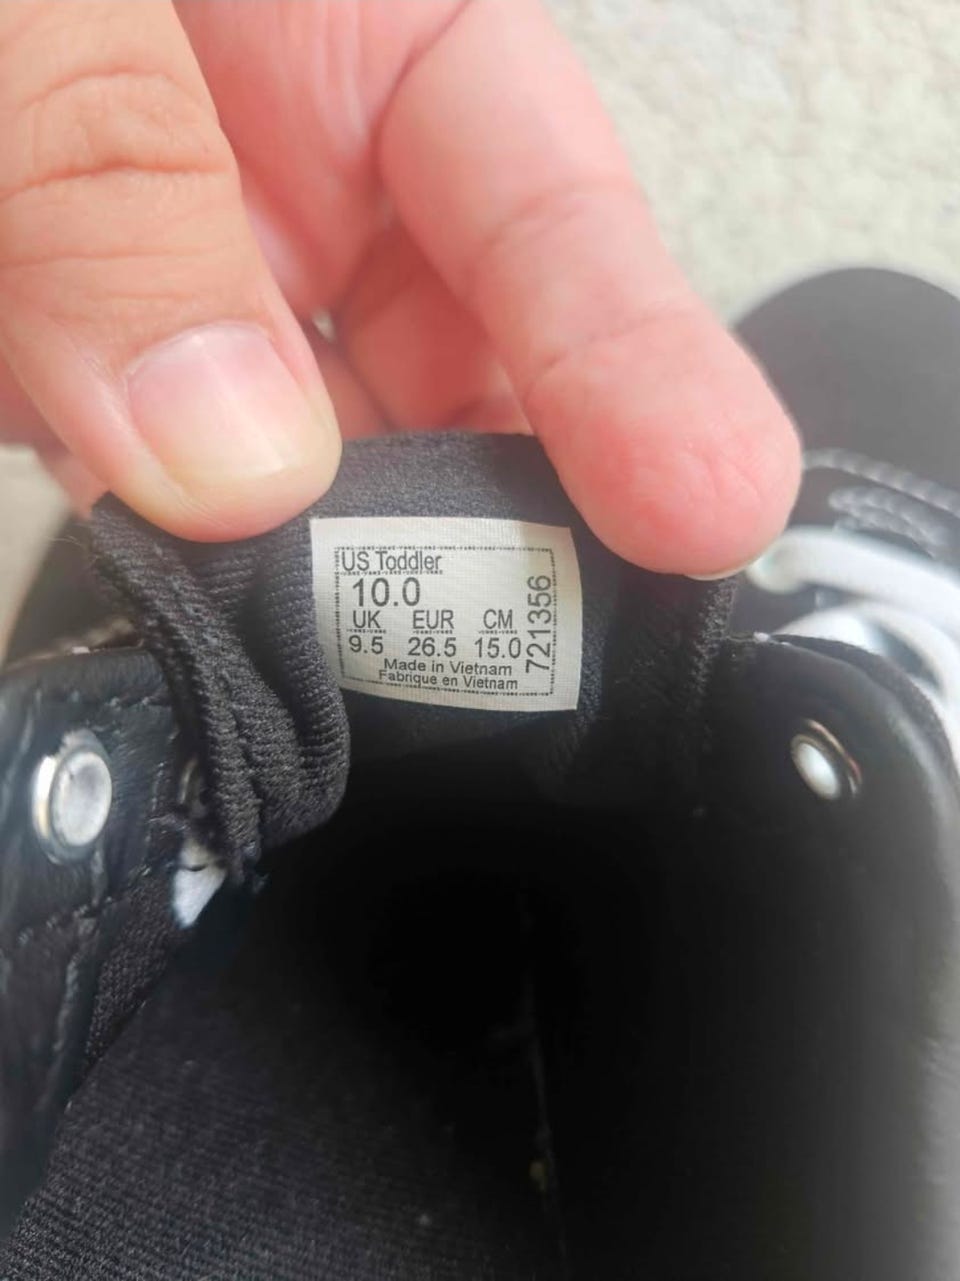 US Toddler
10.0
UK EUR CM
9.5 26.5 15.0
Made in Vietnam
Fabrique en Vietnam
721356